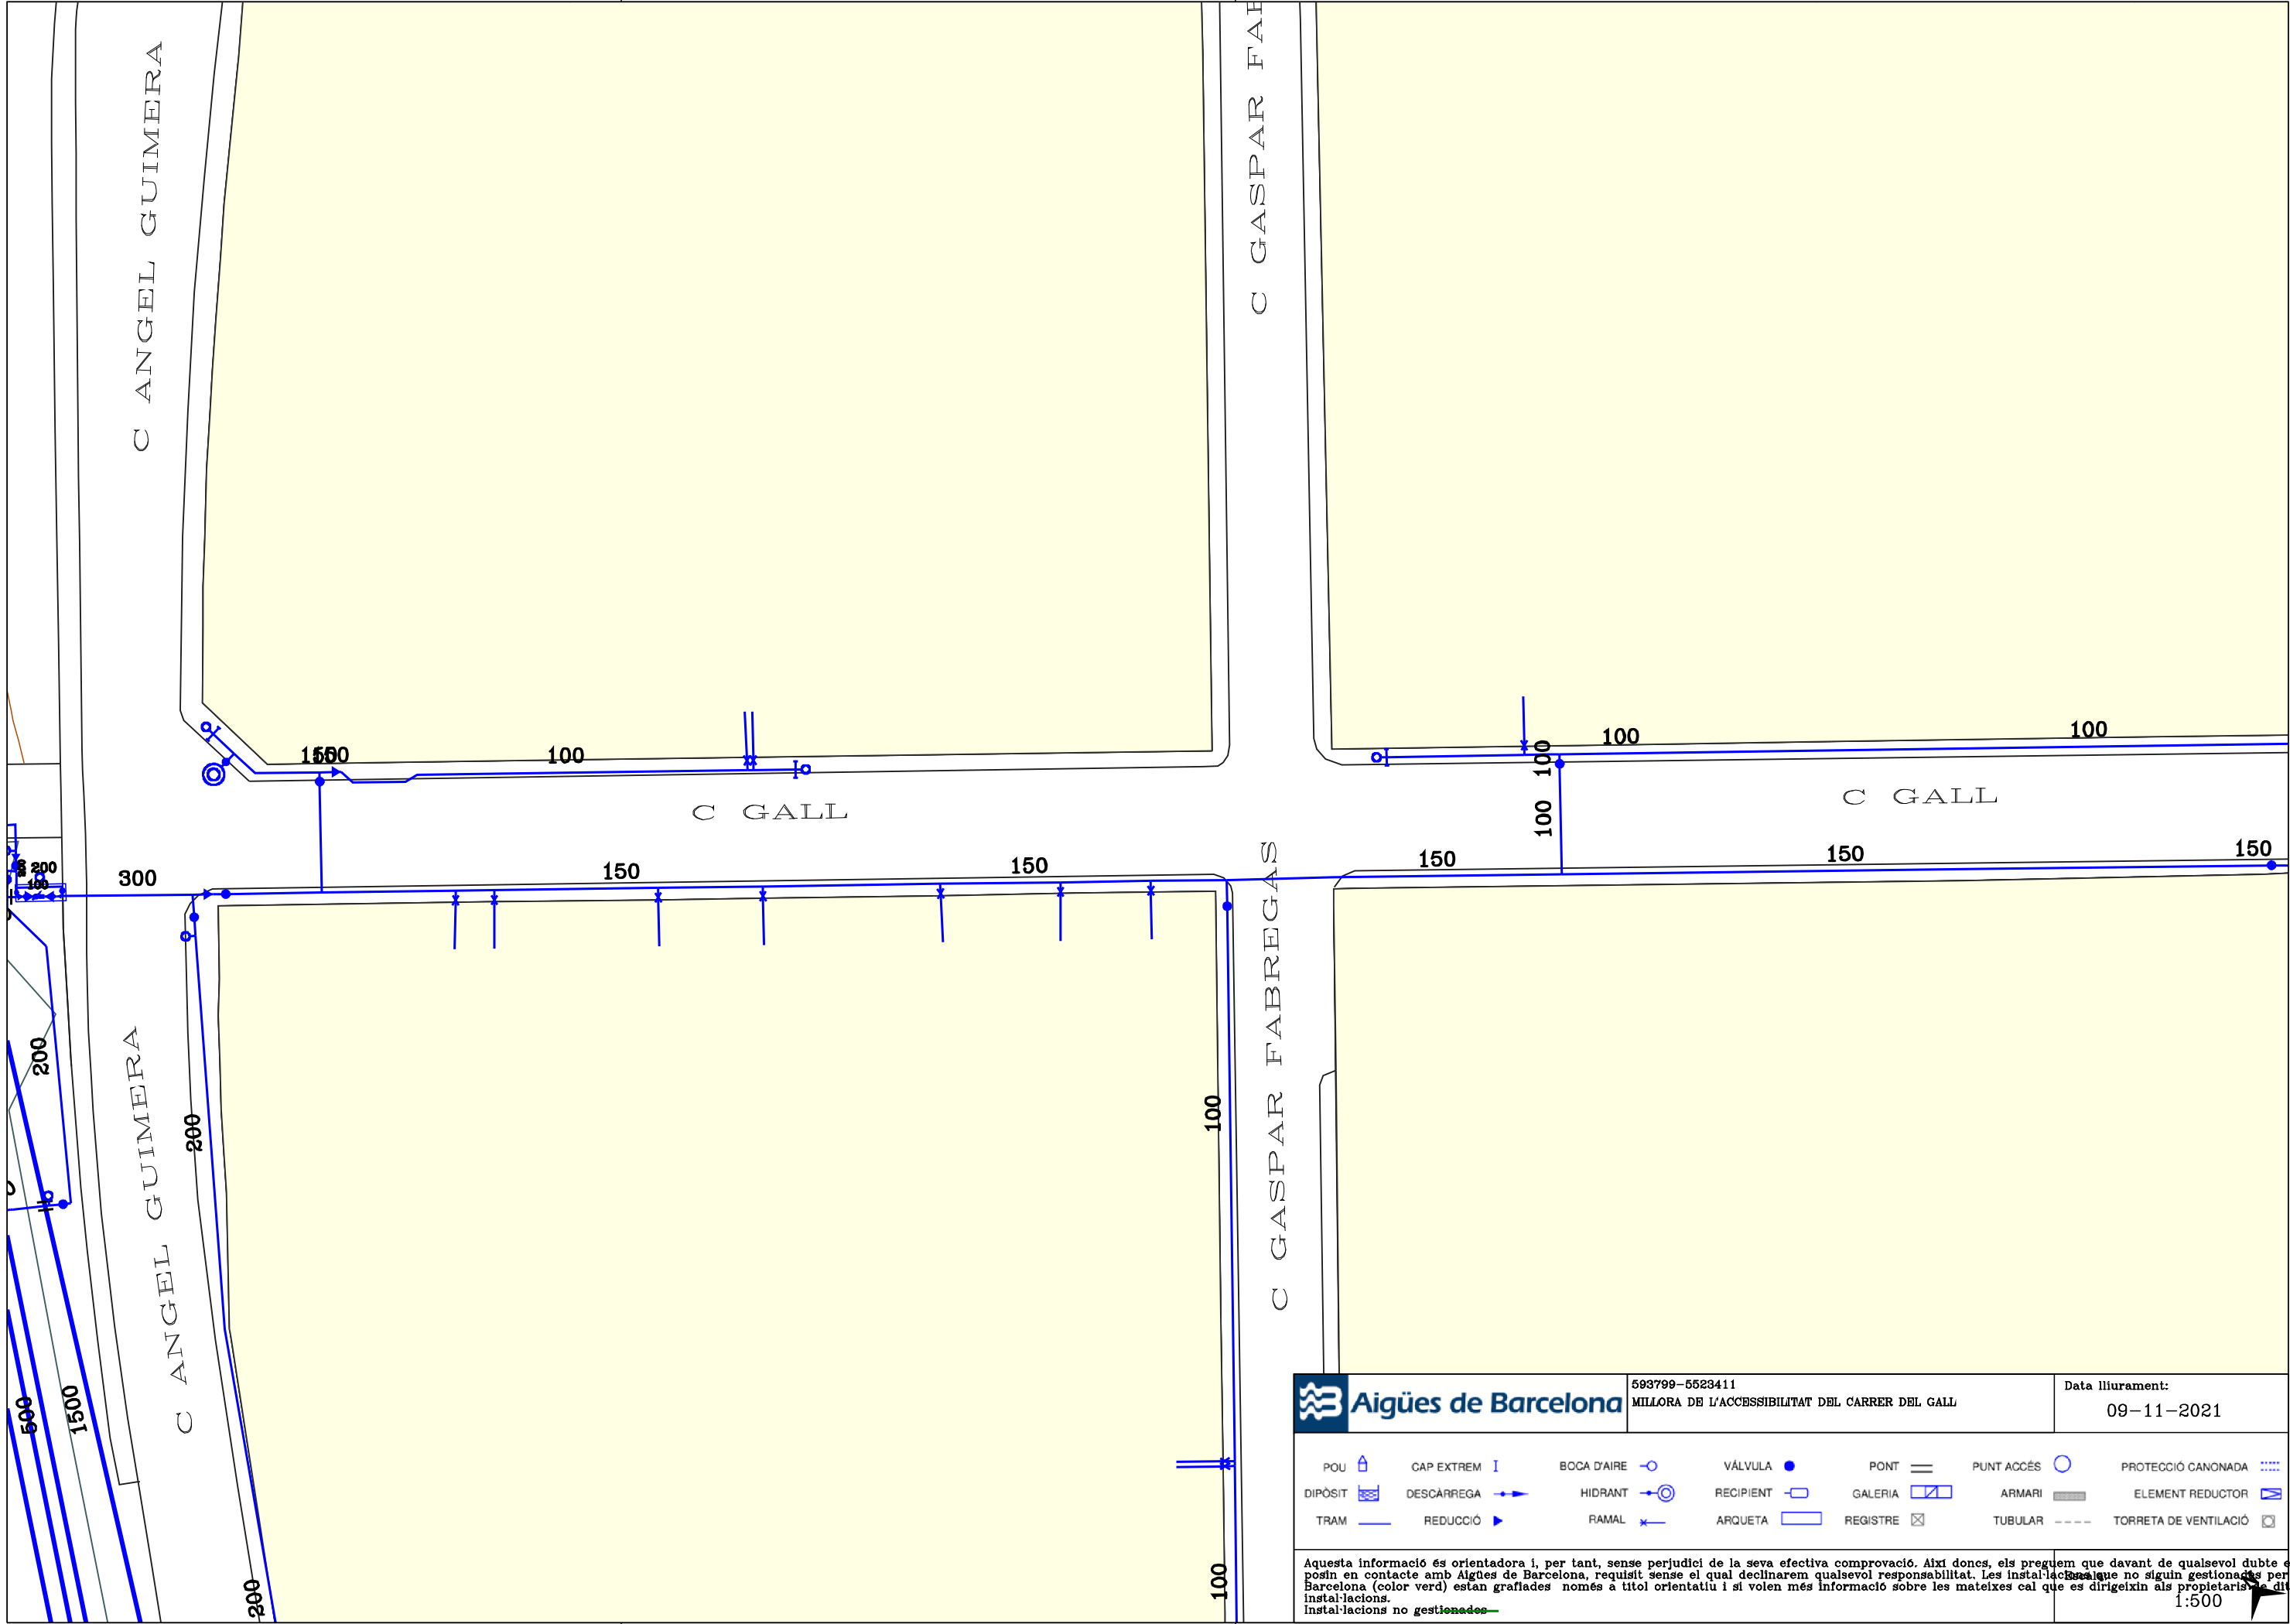 C ANGEL GUIMERA
C GASPAR FAB
150
100
C GALL
100
100
100
100
C GALL
300
200
100
150
150
150
150
150
C GASPAR FABREGAS
200
200
C ANGEL GUIMERA
100
500
1500
200
100
Aigües de Barcelona
593799-5523411
MILLORA DE L'ACCESSIBILITAT DEL CARRER DEL GALL
Data lliurament:
09-11-2021
POU CAP EXTREM BOCA D'AIRE VÁLVULA PONT PUNT ACCÈS PROTECCIÓ CANONADA
DIPÒSIT DESCÀRREGA HIDRANT RECIPIENT GALERIA ARMARI ELEMENT REDUCTOR
TRAM REDUCCIÓ RAMAL ARQUETA REGISTRE TUBULAR TORRETA DE VENTILACIÓ
Aquesta informació és orientadora i, per tant, sense perjudici de la seva efectiva comprovació. Així doncs, els preguem que davant de qualsevol dubte e
posin en contacte amb Aigües de Barcelona, requisit sense el qual declinarem qualsevol responsabilitat. Les instal·lacions que no siguin gestionades per
Barcelona (color verd) estan grafiades només a títol orientatiu i si volen més informació sobre les mateixes cal que es dirigeixin als propietaris de dit
instal·lacions.
Instal·lacions no gestionades
Escala:
1:500